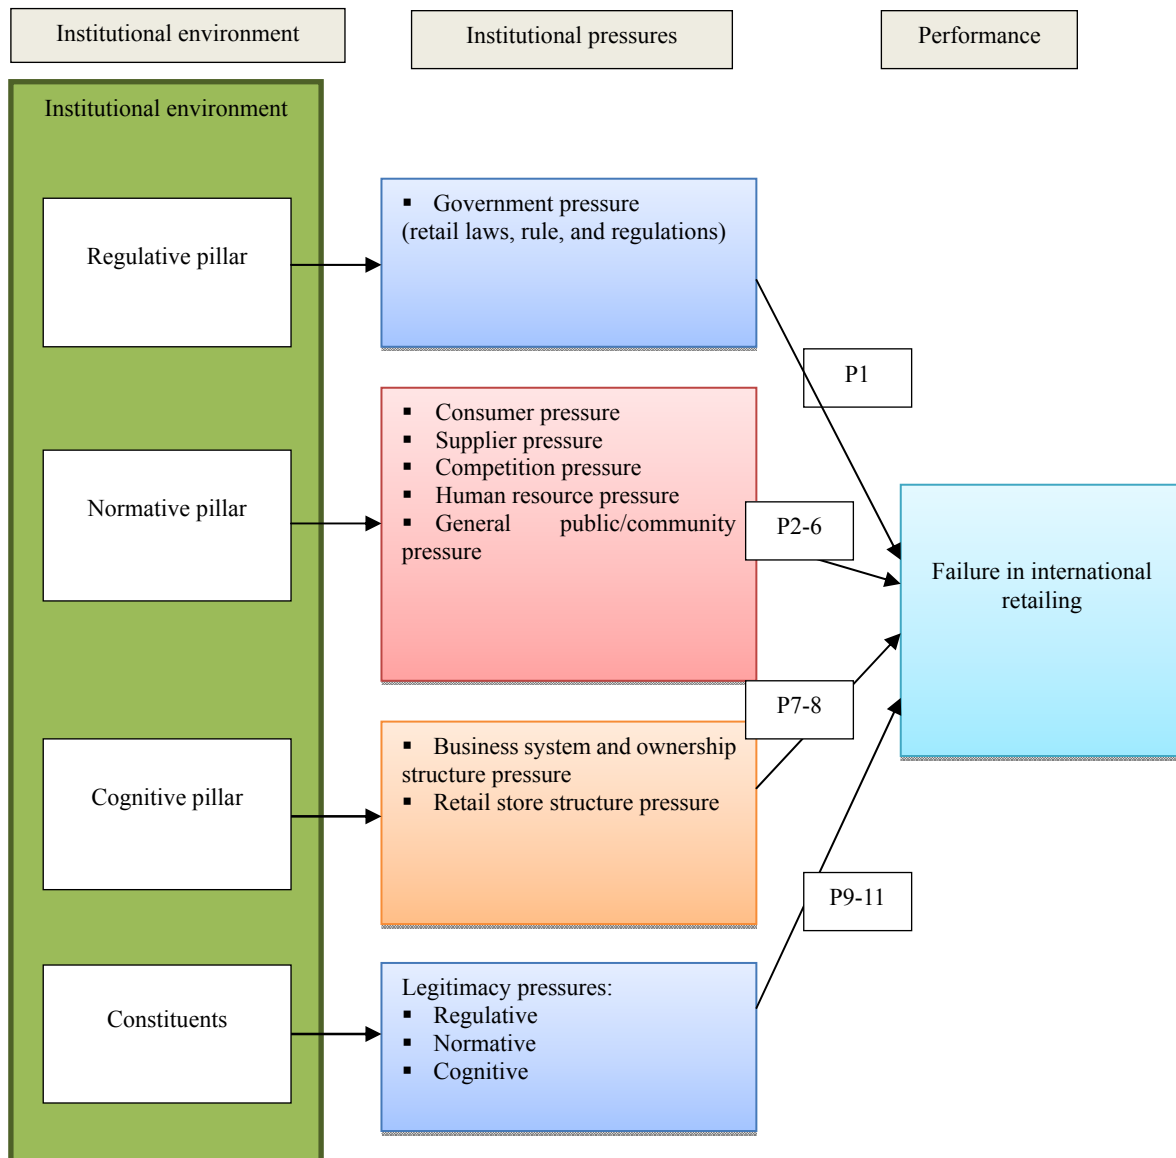 Institutional environment
Institutional pressures
Performance
Institutional environment
Regulative pillar
▪ Government pressure
(retail laws, rule, and regulations)
P1
Normative pillar
▪ Consumer pressure
▪ Supplier pressure
▪ Competition pressure
▪ Human resource pressure
▪ General public/community
pressure
P2-6
Failure in international
retailing
Cognitive pillar
▪ Business system and ownership
structure pressure
▪ Retail store structure pressure
P7-8
Constituents
Legitimacy pressures:
▪ Regulative
▪ Normative
▪ Cognitive
P9-11